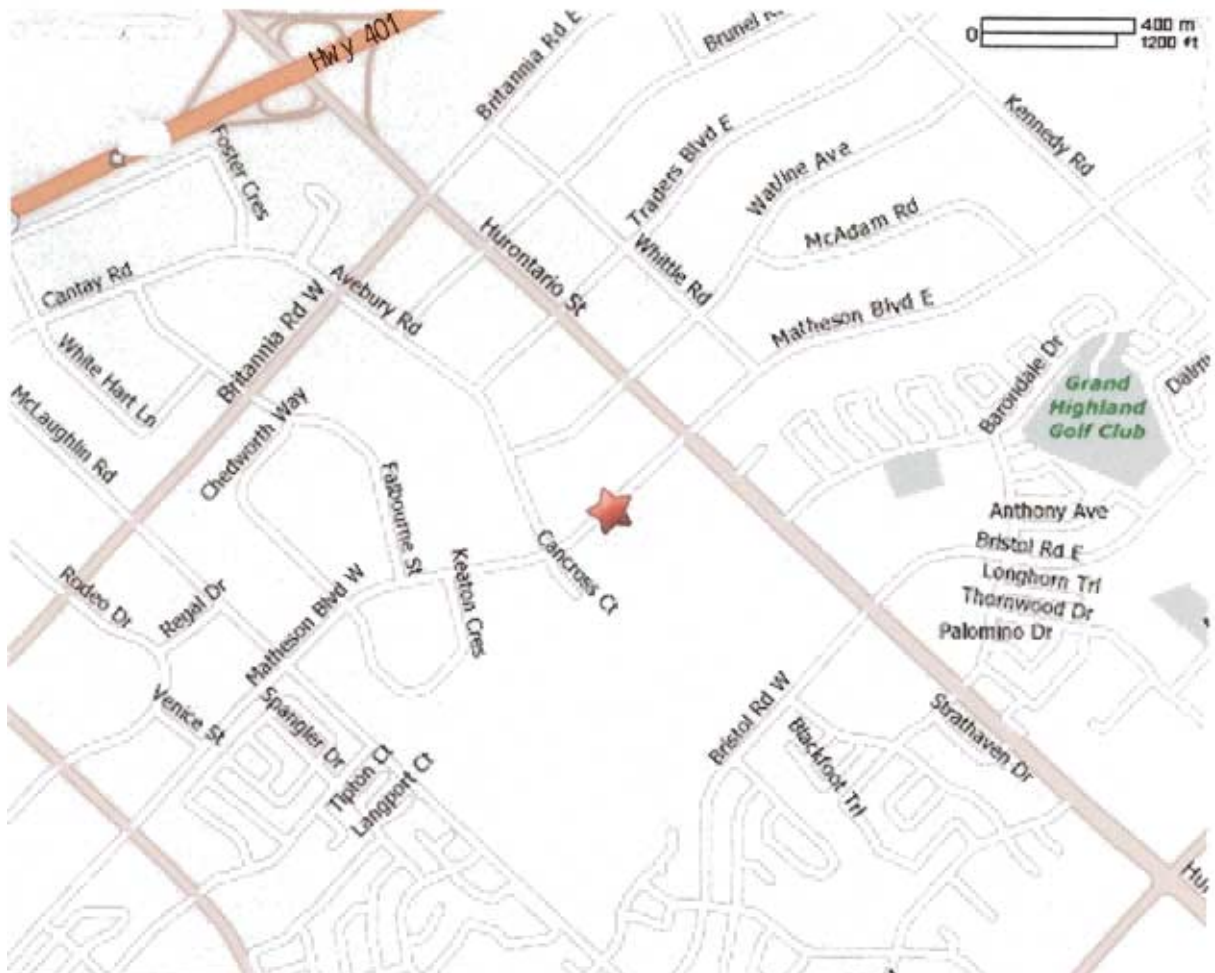 400 m
0
1200 ft
Hwy 401
Britannia Rd E
Kennedy Rd
Foster Cres
Traders Blvd E
Watline Ave
McAdam Rd
Hurontario St
Whittle Rd
Cantay Rd
Avebury Rd
Britannia Rd W
Matheson Blvd E
White Hart Ln
Barondale Dr
Grand
Highland
Golf Club
McLaughlin Rd
Chedworth Way
Falbourne St
Anthony Ave
Bristol Rd E
Keaton Cres
Cancross Ct
Longhorn Trl
Thornwood Dr
Palomino Dr
Rodeo Dr
Regal Dr
Matheson Blvd W
Venice St
Spangler Dr
Bristol Rd W
Strathaven Dr
Blackfoot Trl
Tipton Ct
Langport Ct